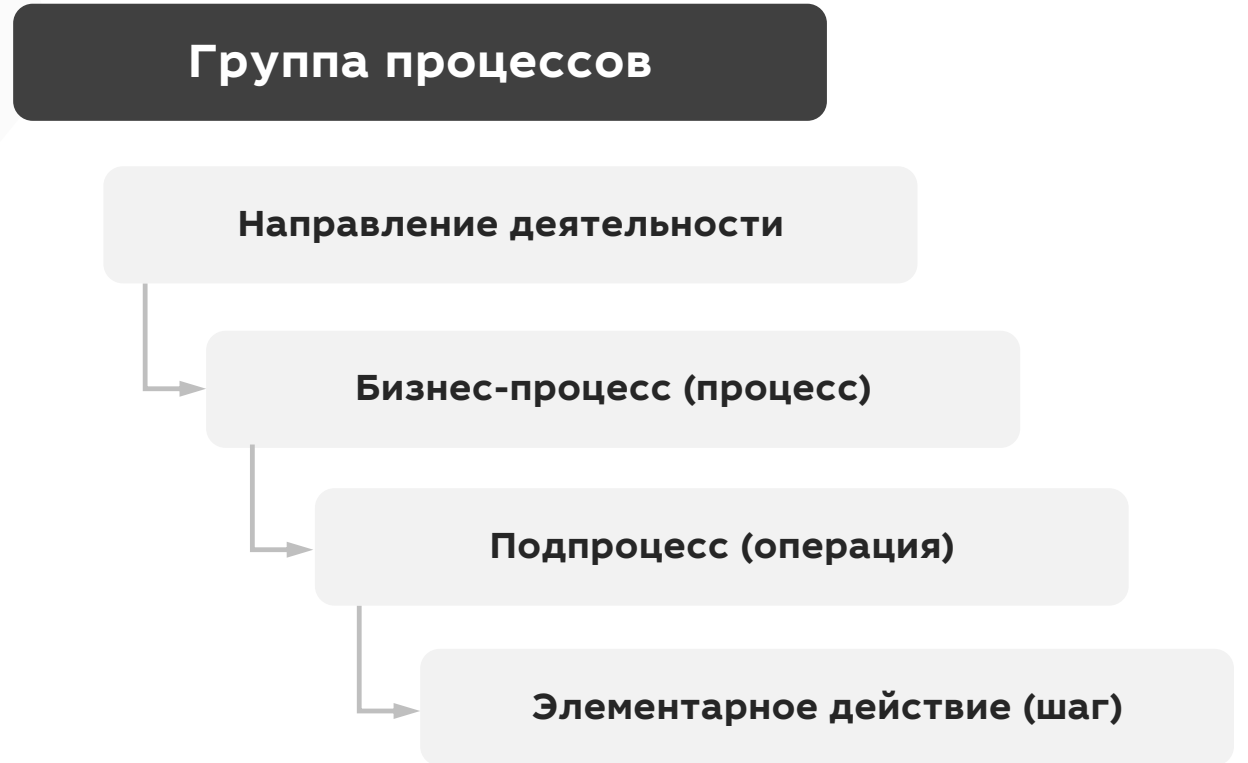 Группа процессов
Направление деятельности
Бизнес-процесс (процесс)
Подпроцесс (операция)
Элементарное действие (шаг)